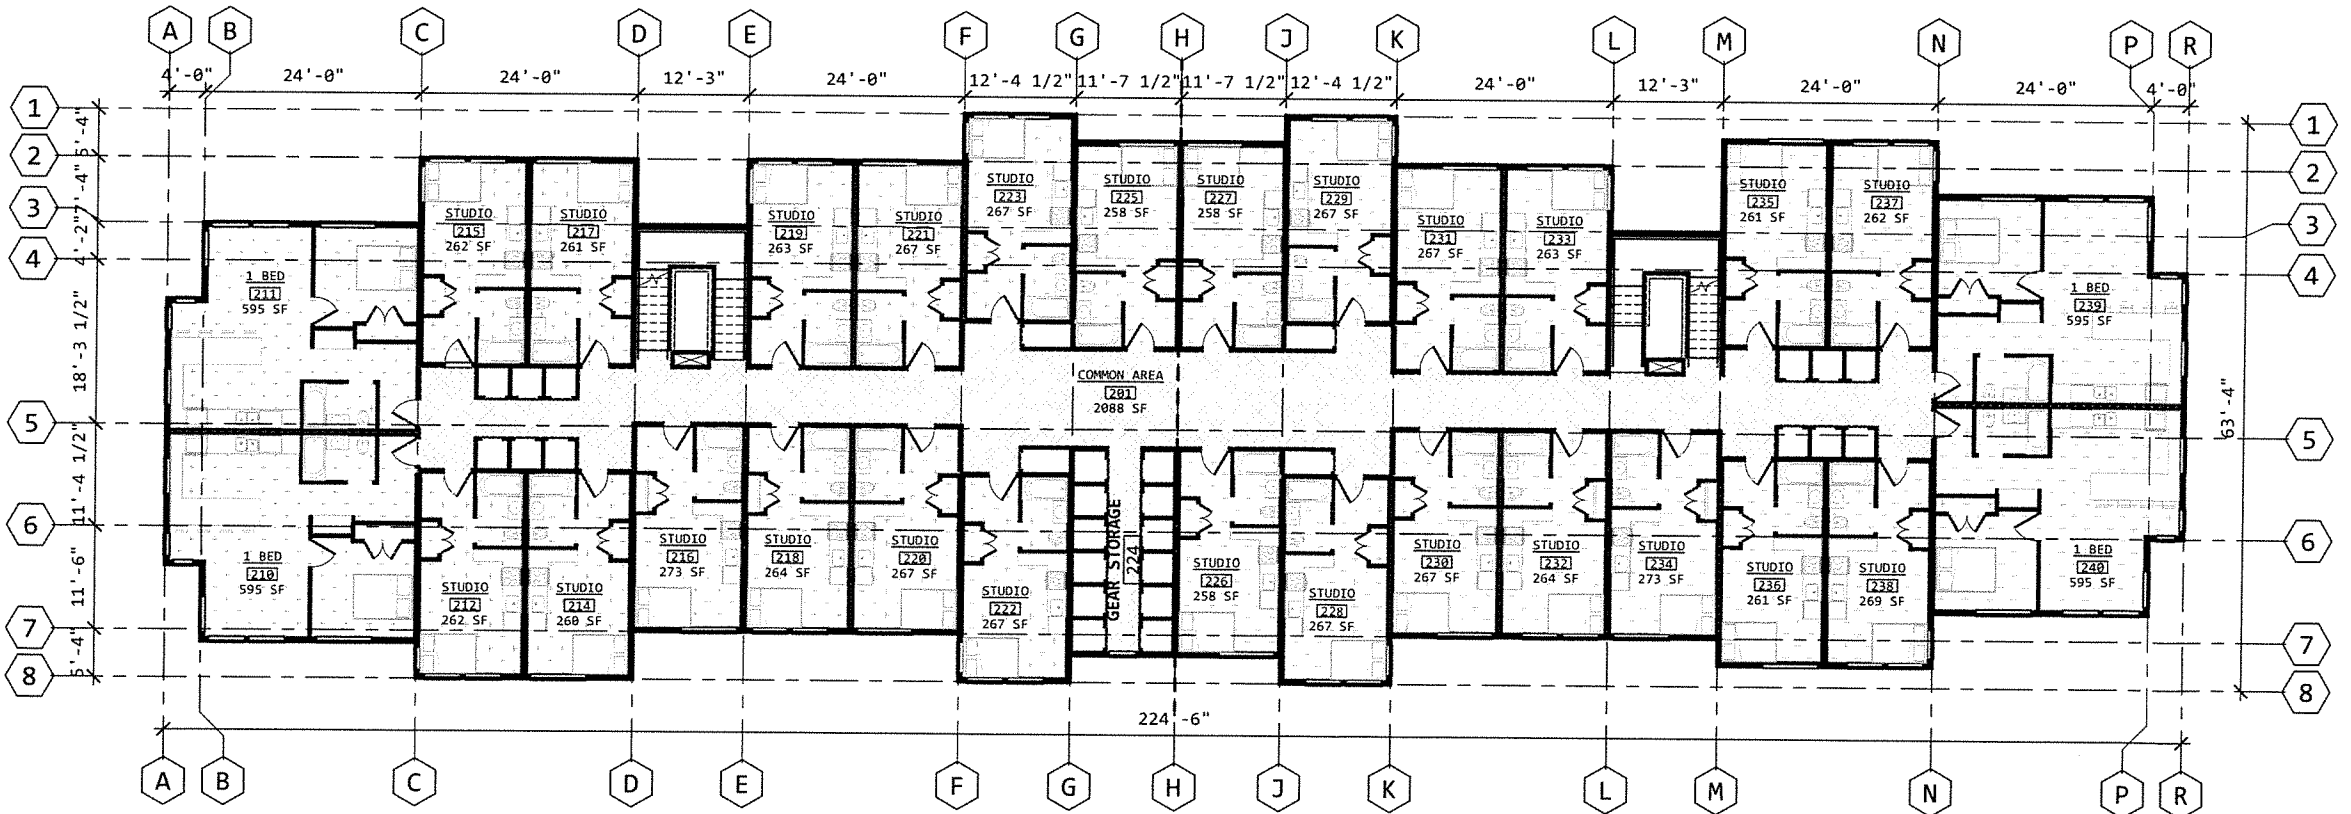 A B C D E F G H J K L M N P R
4'-0" 24'-0" 24'-0" 12'-3" 24'-0" 12'-4 1/2" 11'-7 1/2" 11'-7 1/2" 12'-4 1/2" 24'-0" 12'-3" 24'-0" 24'-0" 4'-0"
1
2
3
4
5
6
7
8
5'-4"
7'-4"
4'-2"
18'-3 1/2"
11'-4 1/2"
11'-6"
5'-4"
1 BED
211
595 SF
STUDIO
215
262 SF
STUDIO
217
261 SF
STUDIO
219
263 SF
STUDIO
221
267 SF
STUDIO
223
267 SF
STUDIO
225
258 SF
STUDIO
227
258 SF
STUDIO
229
267 SF
STUDIO
231
267 SF
STUDIO
233
263 SF
STUDIO
235
261 SF
STUDIO
237
262 SF
1 BED
239
595 SF
COMMON AREA
201
2088 SF
1 BED
210
595 SF
STUDIO
212
262 SF
STUDIO
214
260 SF
STUDIO
216
273 SF
STUDIO
218
264 SF
STUDIO
220
267 SF
STUDIO
222
267 SF
GEAR STORAGE
224
STUDIO
226
258 SF
STUDIO
228
267 SF
STUDIO
230
267 SF
STUDIO
232
264 SF
STUDIO
234
273 SF
STUDIO
236
261 SF
STUDIO
238
269 SF
1 BED
240
595 SF
1
2
3
4
5
6
7
8
63'-4"
224'-6"
A B C D E F G H J K L M N P R